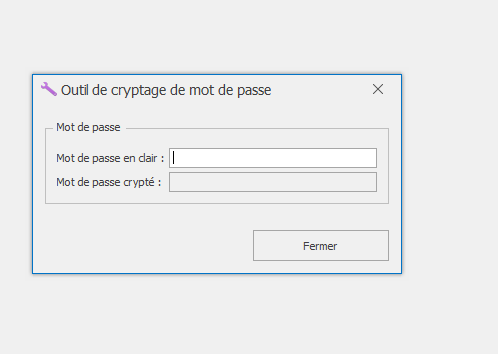 Outil de cryptage de mot de passe
Mot de passe
Mot de passe en clair :
Mot de passe crypté :
Fermer